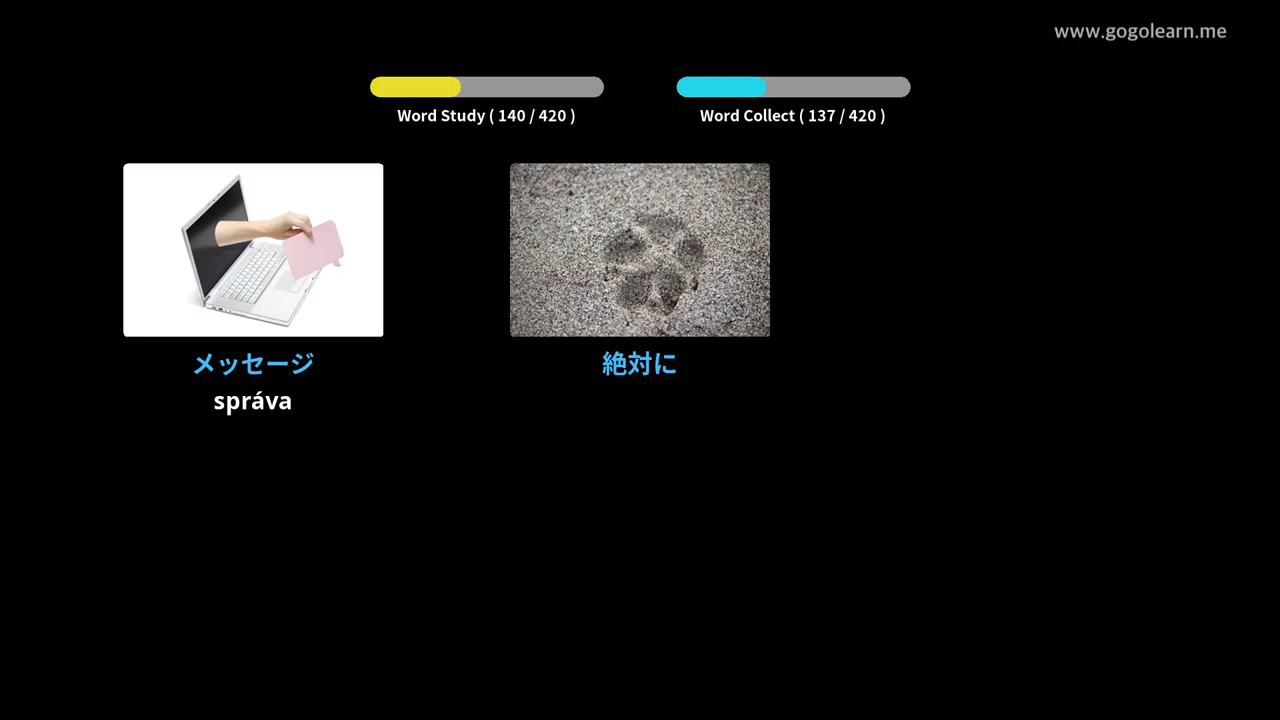 www.gogolearn.me
Word Study ( 140 / 420 )
Word Collect ( 137 / 420 )
メッセージ
správa
絶対に